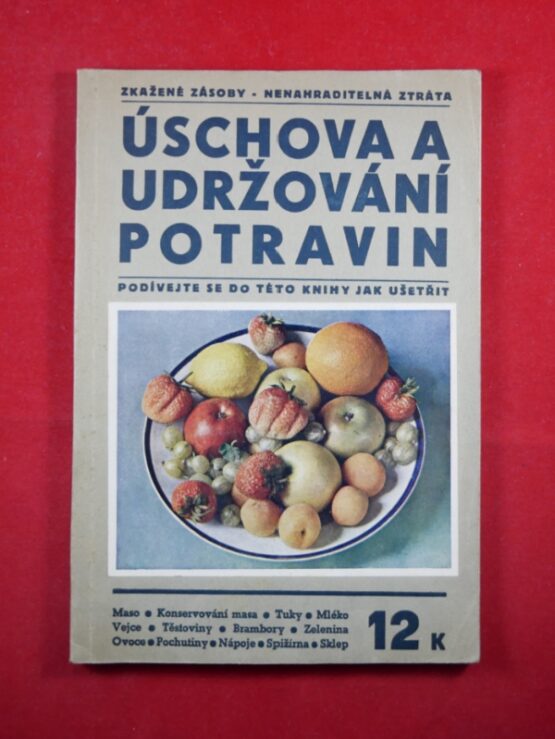 ZKAŽENÉ ZÁSOBY - NENAHRADITELNÁ ZTRÁTA
ÚSCHOVA A
UDRŽOVÁNÍ
POTRAVIN
PODÍVEJTE SE DO TÉTO KNIHY JAK UŠETŘIT
Maso • Konservování masa • Tuky • Mléko
Vejce • Těstoviny • Brambory • Zelenina
Ovoce • Pochutiny • Nápoje • Spižírna • Sklep
12 K